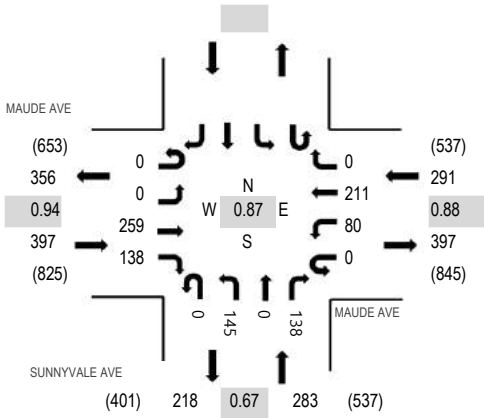 MAUDE AVE
(653)
(537)
356
0
0
291
0
N
211
0.94
W
0.87
E
0.88
259
S
80
397
138
0
397
(825)
(845)
0
145
0
138
MAUDE AVE
SUNNYVALE AVE
(401) 218 0.67 283 (537)